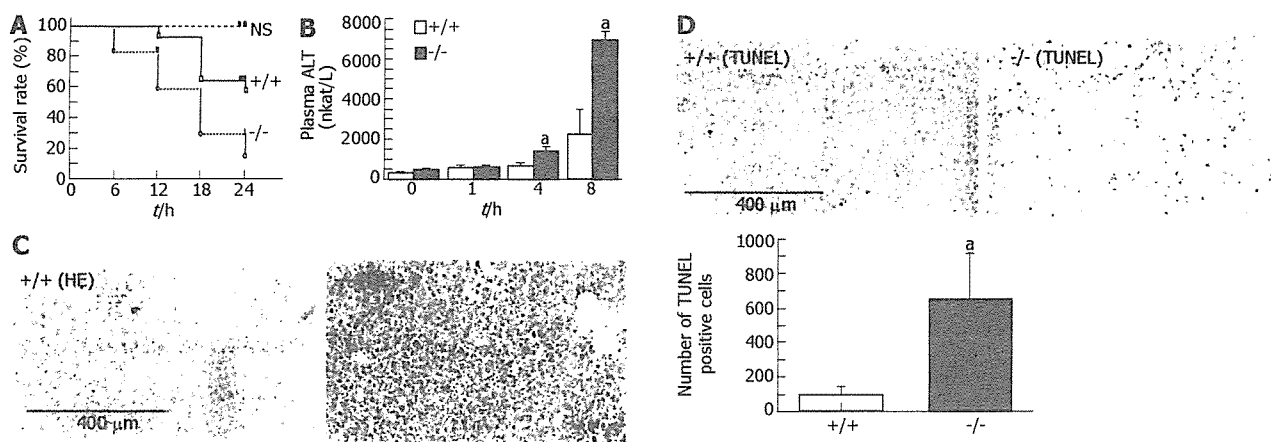 A
Survival rate (%)
100
80
60
40
20
0
0 6 12 18 24
t/h
NS
+/+
-/-
B
Plasma ALT
(nkat/L)
8000
6000
4000
2000
0
+/+
-/-
a
a
0 1 4 8
t/h
C
+/+ (HE)
400 μm
D
+/+ (TUNEL)
-/- (TUNEL)
400 μm
Number of TUNEL
positive cells
1000
800
600
400
200
0
a
+/+ -/-